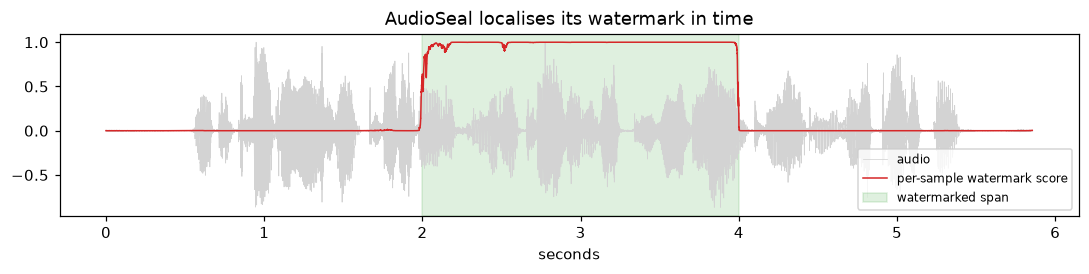 AudioSeal localises its watermark in time
1.0
0.5
0.0
−0.5
audio
per-sample watermark score
watermarked span
0 1 2 3 4 5 6
seconds